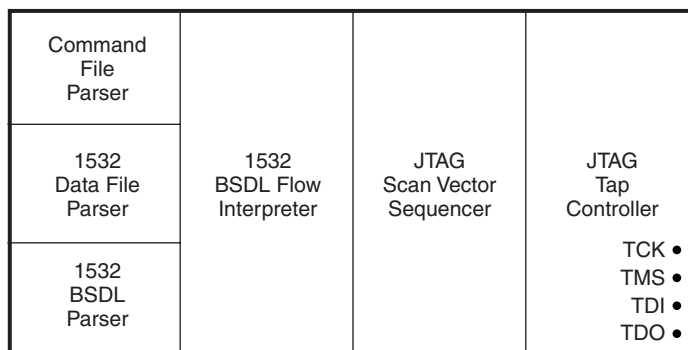 Command
File
Parser
1532
Data File
Parser
1532
BSDL
Parser
1532
BSDL Flow
Interpreter
JTAG
Scan Vector
Sequencer
JTAG
Tap
Controller
TCK
TMS
TDI
TDO